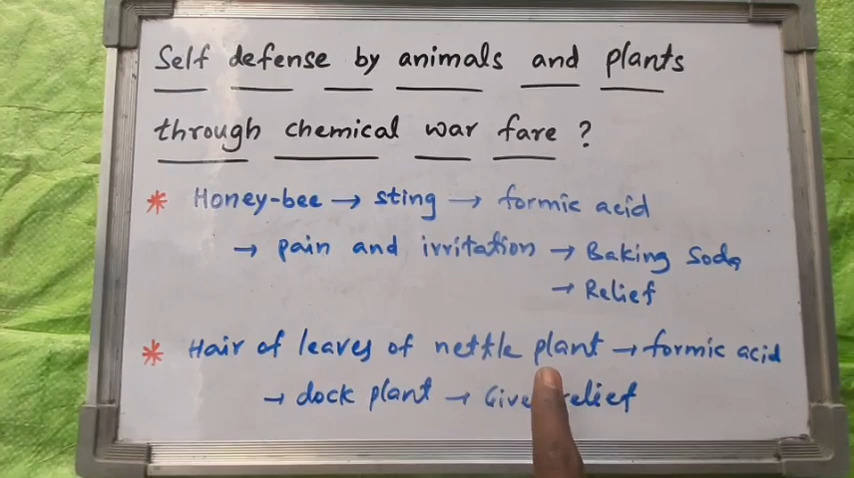 Self defense by animals and plants
through chemical war fare ?
* Honey-bee → sting → formic acid
→ pain and irritation → Baking Soda
→ Relief
* Hair of leaves of nettle plant → formic acid
→ dock plant → Give relief